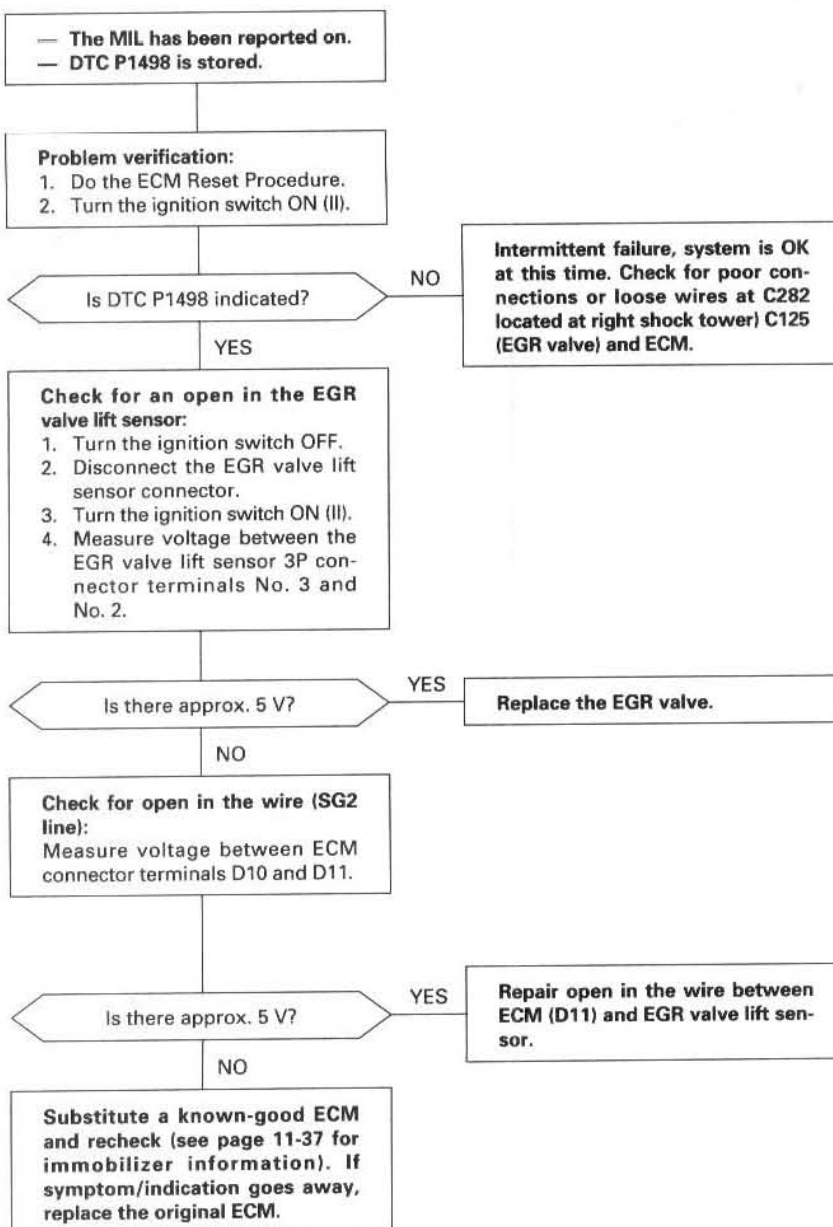 — The MIL has been reported on.
— DTC P1498 is stored.
Problem verification:
1. Do the ECM Reset Procedure.
2. Turn the ignition switch ON (II).
Is DTC P1498 indicated?
NO
Intermittent failure, system is OK
at this time. Check for poor con-
nections or loose wires at C282
located at right shock tower) C125
(EGR valve) and ECM.
YES
Check for an open in the EGR
valve lift sensor:
1. Turn the ignition switch OFF.
2. Disconnect the EGR valve lift
sensor connector.
3. Turn the ignition switch ON (II).
4. Measure voltage between the
EGR valve lift sensor 3P con-
nector terminals No. 3 and
No. 2.
Is there approx. 5 V?
YES
Replace the EGR valve.
NO
Check for open in the wire (SG2
line):
Measure voltage between ECM
connector terminals D10 and D11.
Is there approx. 5 V?
YES
Repair open in the wire between
ECM (D11) and EGR valve lift sen-
sor.
NO
Substitute a known-good ECM
and recheck (see page 11-37 for
immobilizer information). If
symptom/indication goes away,
replace the original ECM.